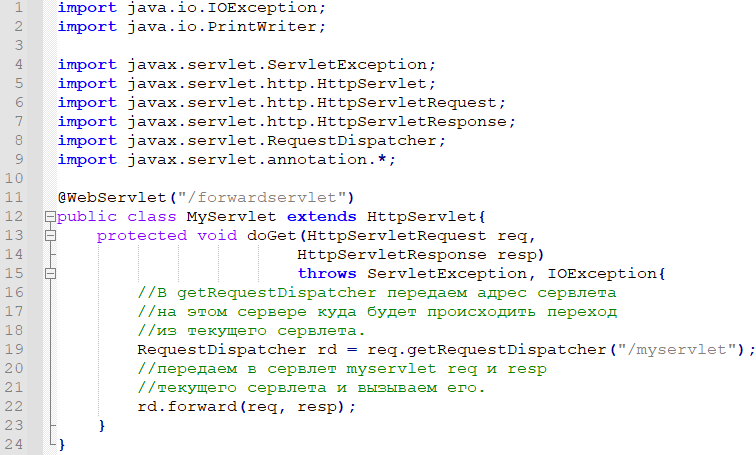 1 import java.io.IOException;
2 import java.io.PrintWriter;
3
4 import javax.servlet.ServletException;
5 import javax.servlet.http.HttpServlet;
6 import javax.servlet.http.HttpServletRequest;
7 import javax.servlet.http.HttpServletResponse;
8 import javax.servlet.RequestDispatcher;
9 import javax.servlet.annotation.*;
10
11 @WebServlet("/forwardservlet")
12 public class MyServlet extends HttpServlet{
13     protected void doGet(HttpServletRequest req,
14                         HttpServletResponse resp)
15                         throws ServletException, IOException{
16         //В getRequestDispatcher передаем адрес сервлета
17         //на этом сервере куда будет происходить переход
18         //из текущего сервлета.
19         RequestDispatcher rd = req.getRequestDispatcher("/myservlet");
20         //передаем в сервлет myservlet req и resp
21         //текущего сервлета и вызываем его.
22         rd.forward(req, resp);
23     }
24 }